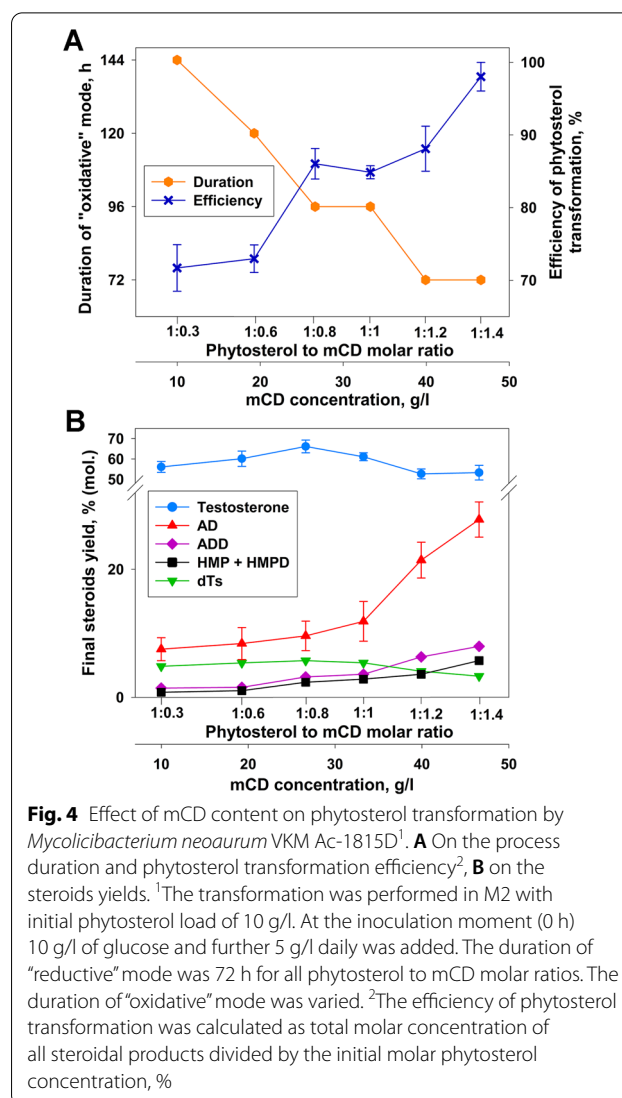 A
Duration of "oxidative" mode, h
144
120
96
72
Duration
Efficiency
100
90
80
70
Efficiency of phytosterol
transformation, %
1:0.3 1:0.6 1:0.8 1:1 1:1.2 1:1.4
Phytosterol to mCD molar ratio
10 20 30 40 50
mCD concentration, g/l
B
Final steroids yield, % (mol.)
70
60
50
20
0
Testosterone
AD
ADD
HMP + HMPD
dTs
1:0.3 1:0.6 1:0.8 1:1 1:1.2 1:1.4
Phytosterol to mCD molar ratio
10 20 30 40 50
mCD concentration, g/l
Fig. 4 Effect of mCD content on phytosterol transformation by
Mycolicibacterium neoaurum VKM Ac-1815D¹. A On the process
duration and phytosterol transformation efficiency², B on the
steroids yields. ¹The transformation was performed in M2 with
initial phytosterol load of 10 g/l. At the inoculation moment (0 h)
10 g/l of glucose and further 5 g/l daily was added. The duration of
“reductive” mode was 72 h for all phytosterol to mCD molar ratios. The
duration of “oxidative” mode was varied. ²The efficiency of phytosterol
transformation was calculated as total molar concentration of
all steroidal products divided by the initial molar phytosterol
concentration, %